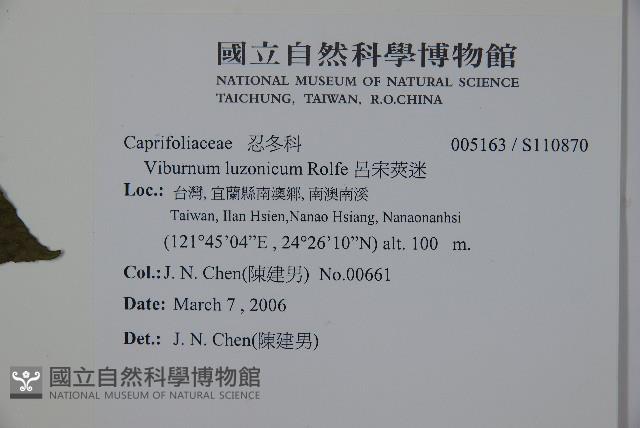 國立自然科學博物館
NATIONAL MUSEUM OF NATURAL SCIENCE
TAICHUNG, TAIWAN, R.O.CHINA
Caprifoliaceae 忍冬科 005163 / S110870
Viburnum luzonicum Rolfe 呂宋莢迷
Loc.: 台灣, 宜蘭縣南澳鄉, 南澳南溪
Taiwan, Ilan Hsien,Nanao Hsiang, Nanaonanhsi
(121°45’04”E , 24°26’10”N) alt. 100 m.
Col.: J. N. Chen(陳建男) No.00661
Date: March 7 , 2006
Det.: J. N. Chen(陳建男)
國立自然科學博物館
NATIONAL MUSEUM OF NATURAL SCIENCE